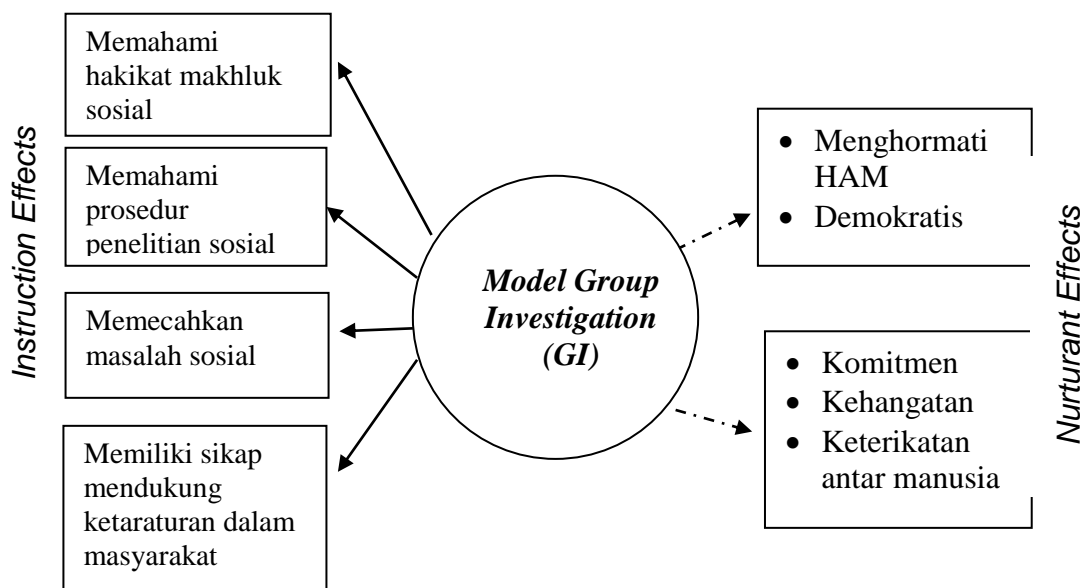 Instruction Effects
Memahami
hakikat makhluk
sosial
Memahami
prosedur
penelitian sosial
Memecahkan
masalah sosial
Memiliki sikap
mendukung
ketaraturan dalam
masyarakat
Model Group
Investigation
(GI)
• Menghormati
HAM
• Demokratis
• Komitmen
• Kehangatan
• Keterikatan
antar manusia
Nurturant Effects